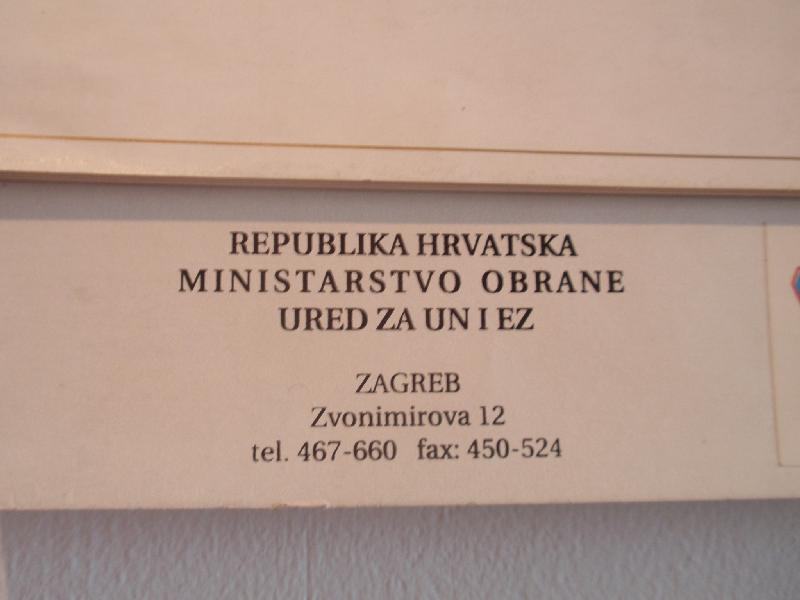 REPUBLIKA HRVATSKA
MINISTARSTVO OBRANE
URED ZA UN I EZ
ZAGREB
Zvonimirova 12
tel. 467-660 fax: 450-524